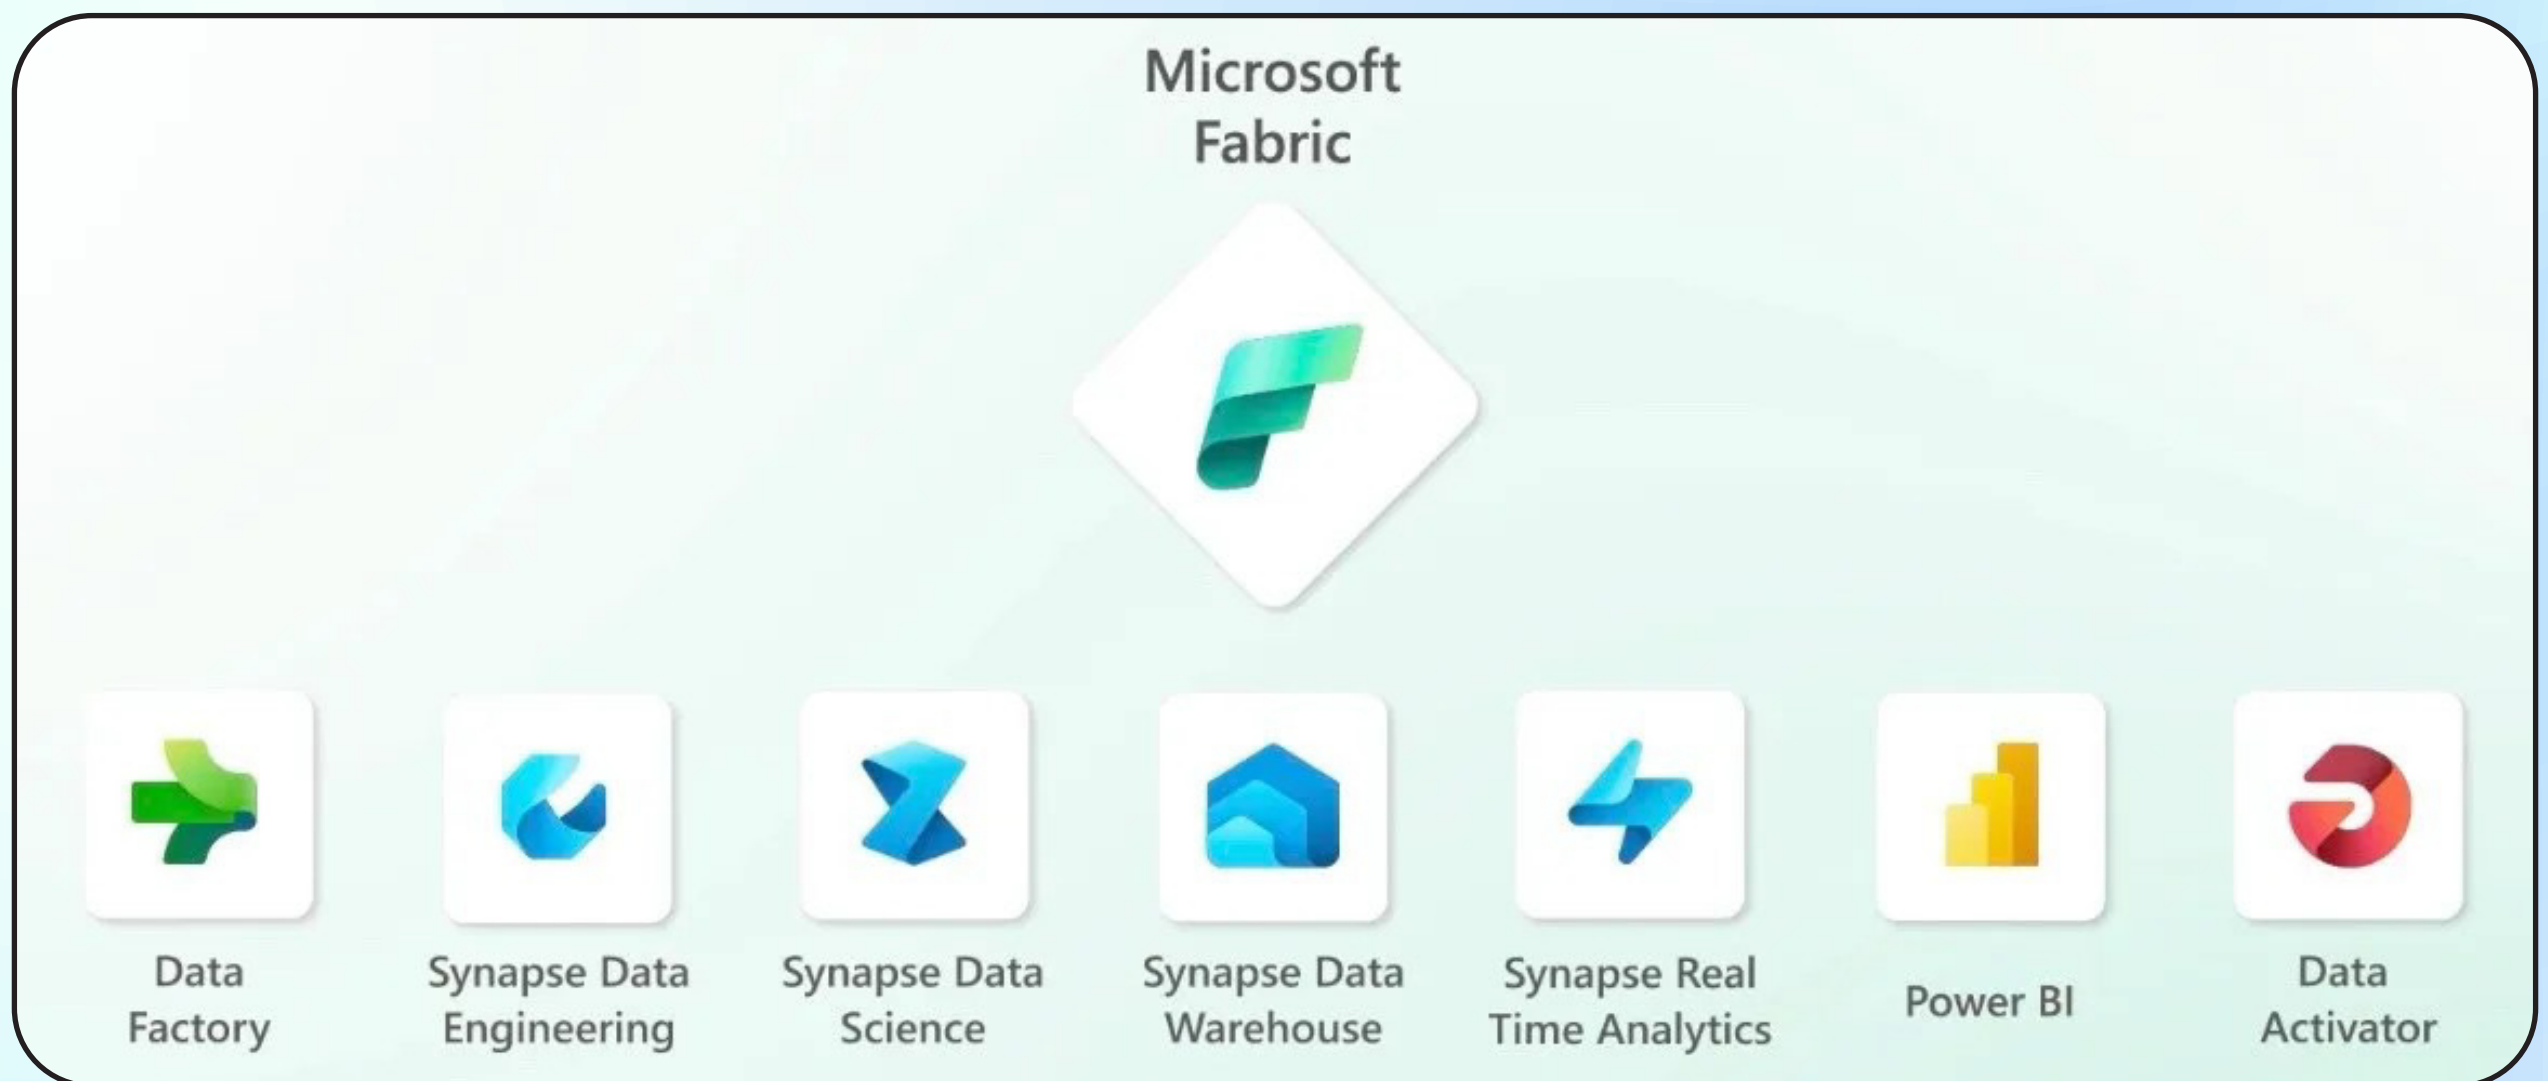 Microsoft
Fabric
Data
Factory
Synapse Data
Engineering
Synapse Data
Science
Synapse Data
Warehouse
Synapse Real
Time Analytics
Power BI
Data
Activator